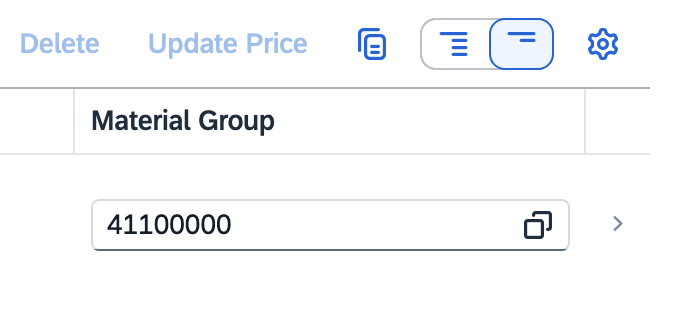 Delete Update Price
Material Group
41100000